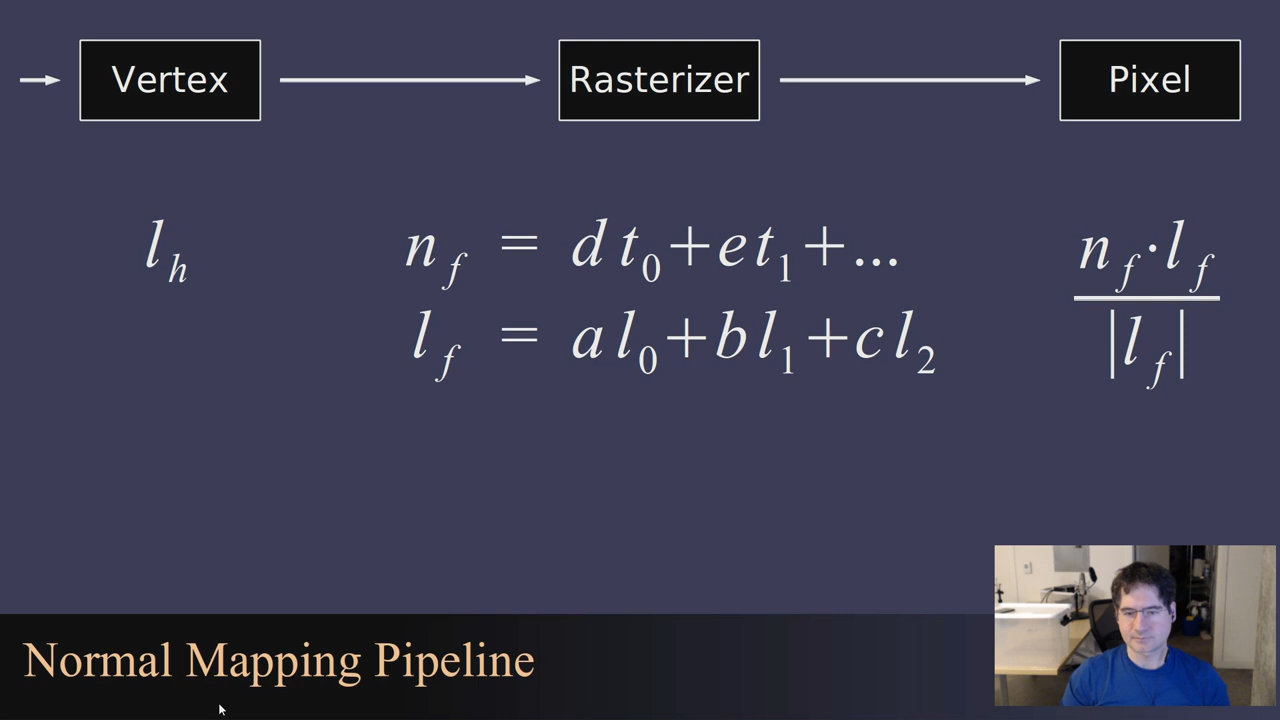 Vertex
Rasterizer
Pixel
l_h
n_f = d t_0 + e t_1 + ...
l_f = a l_0 + b l_1 + c l_2
n_f · l_f
|l_f|
Normal Mapping Pipeline